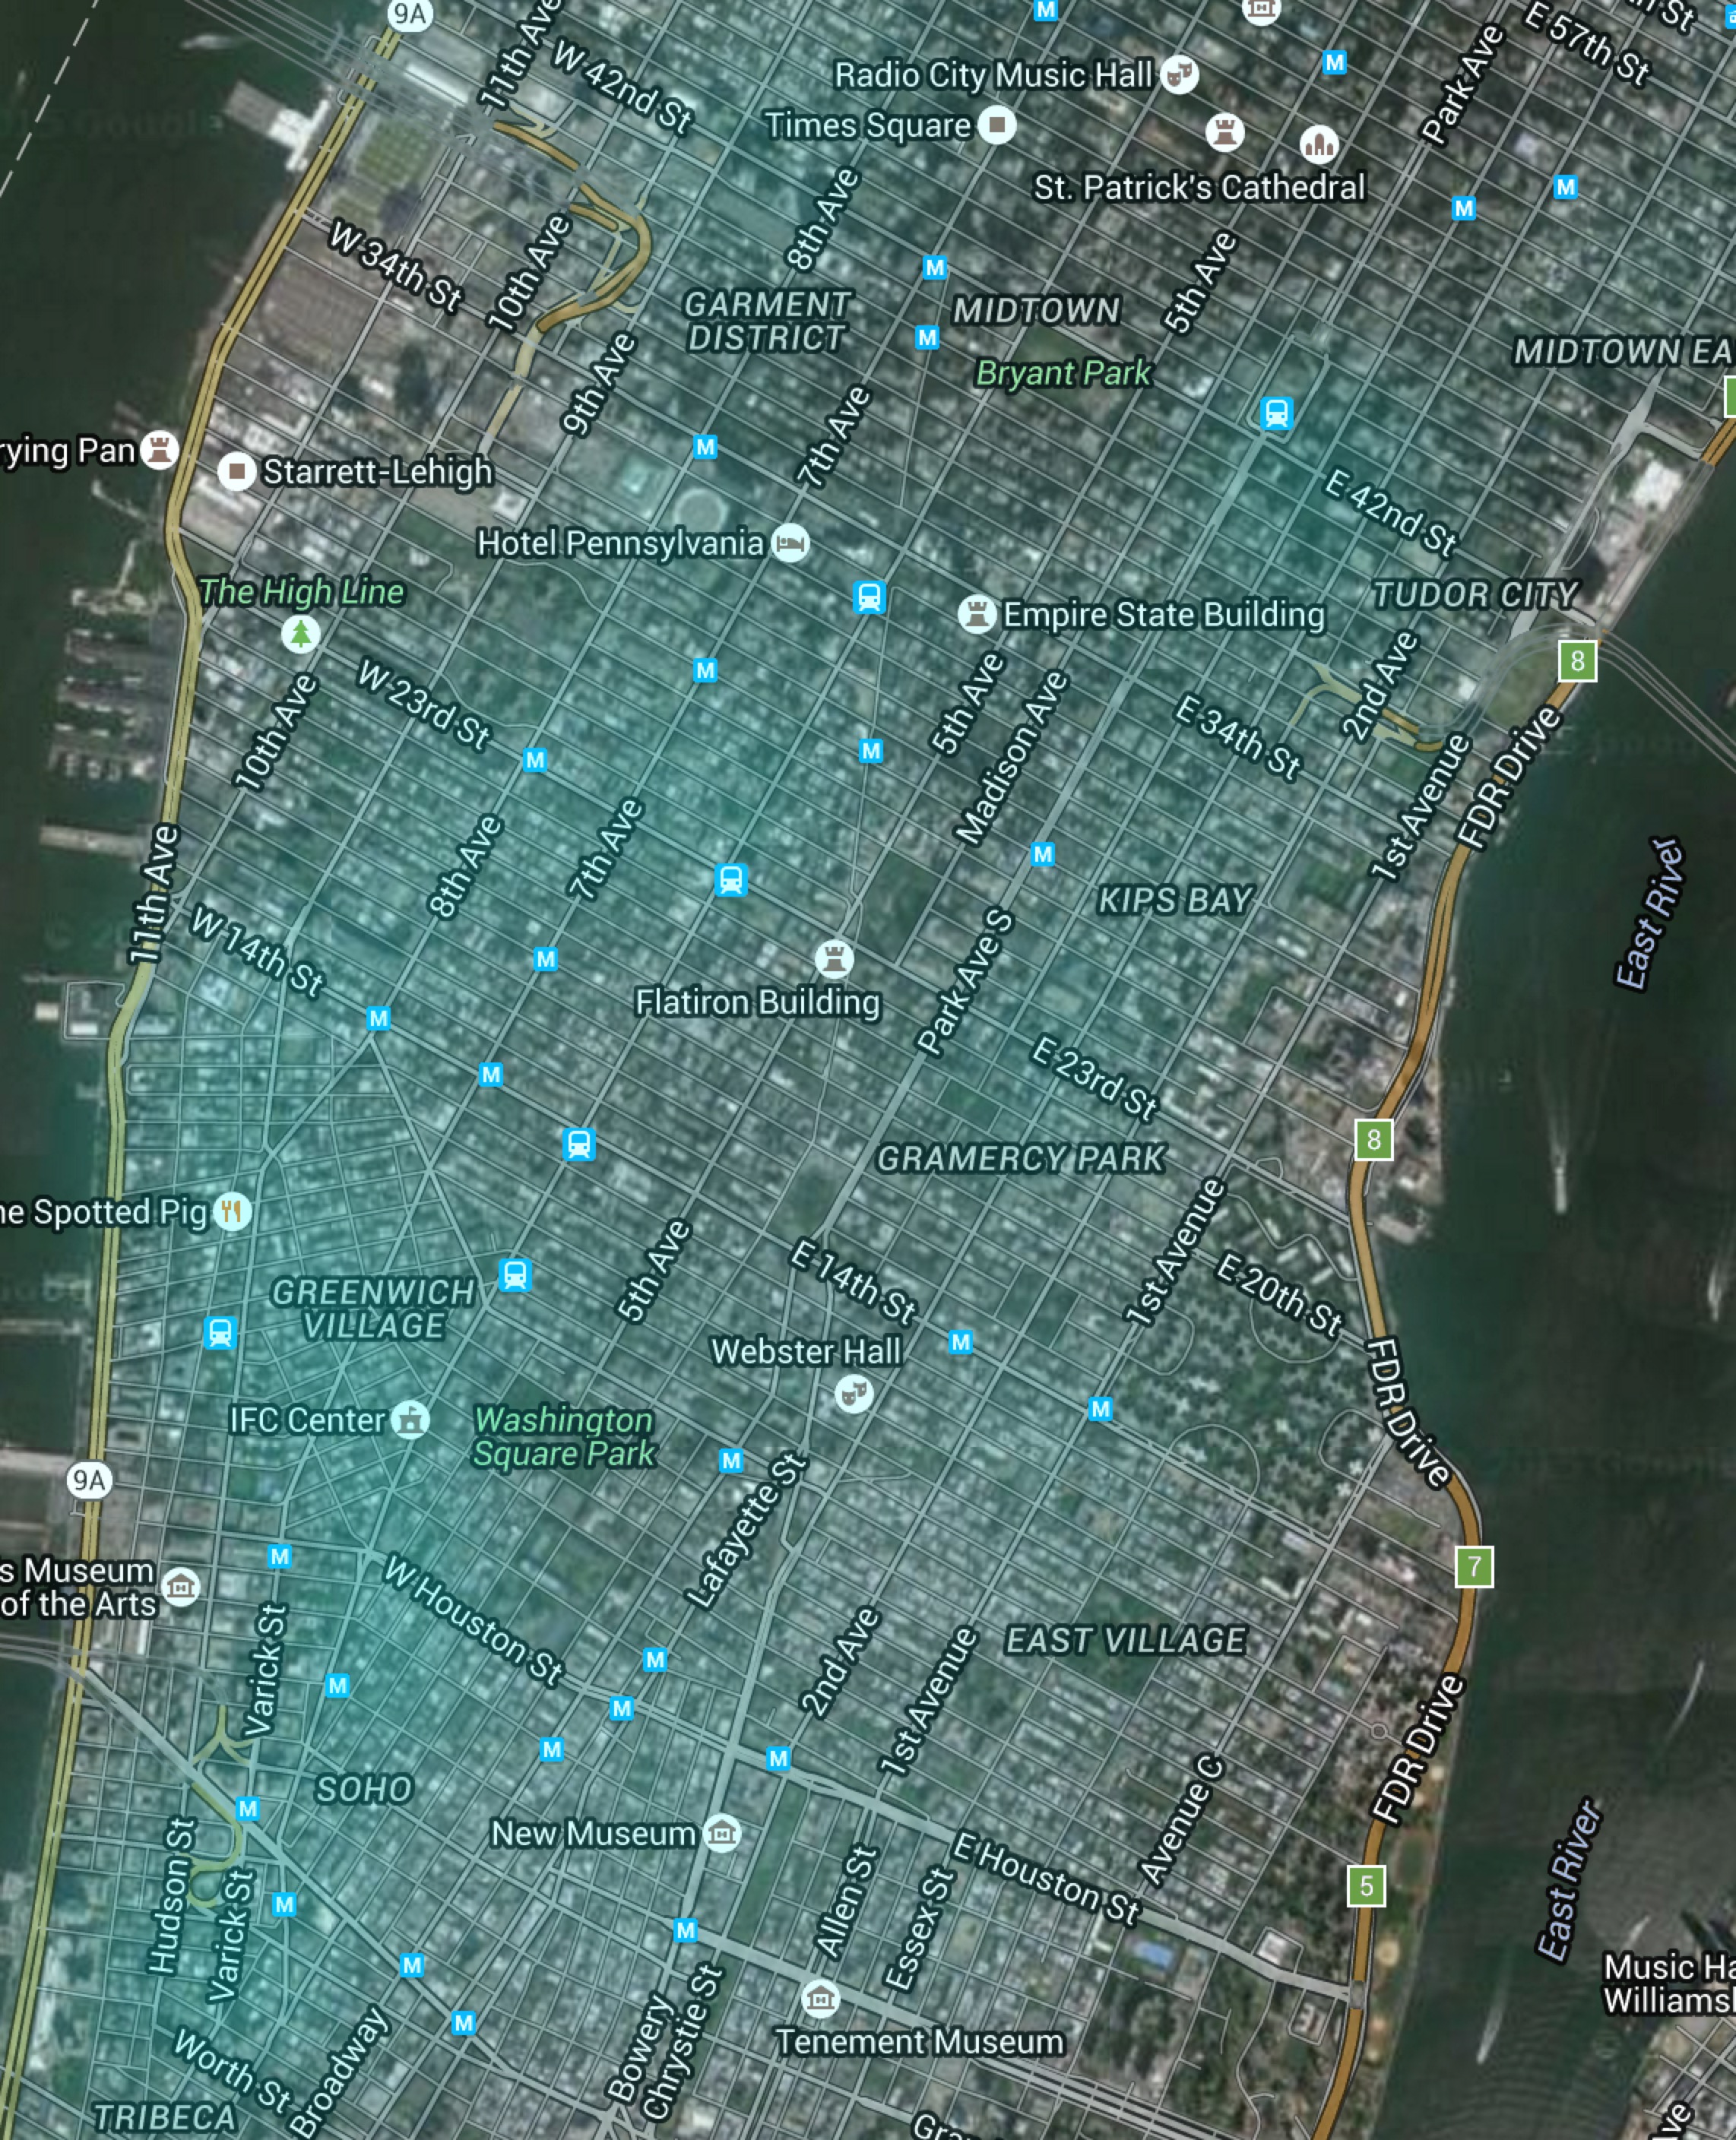 9A
11th Ave
W 42nd St
Radio City Music Hall
Times Square
St. Patrick's Cathedral
Park Ave
E 57th St
St
M
M
M
M
W 34th St
10th Ave
8th Ave
GARMENT
DISTRICT
MIDTOWN
Bryant Park
5th Ave
MIDTOWN EA
M
M
9th Ave
7th Ave
M
rying Pan
Starrett-Lehigh
Hotel Pennsylvania
E 42nd St
The High Line
Empire State Building
TUDOR CITY
8
W 23rd St
M
10th Ave
5th Ave
Madison Ave
E 34th St
2nd Ave
1st Avenue
FDR Drive
M
M
M
8th Ave
7th Ave
11th Ave
KIPS BAY
East River
W 14th St
M
Flatiron Building
Park Ave S
M
M
E 23rd St
8
GRAMERCY PARK
ne Spotted Pig
GREENWICH
VILLAGE
5th Ave
E 14th St
1st Avenue
E 20th St
Webster Hall
M
FDR Drive
IFC Center
Washington
Square Park
M
M
9A
Lafayette St
M
7
s Museum
of the Arts
W Houston St
Varick St
M
M
M
2nd Ave
1st Avenue
EAST VILLAGE
FDR Drive
M
M
SOHO
M
New Museum
Avenue C
E Houston St
5
East River
Hudson St
Varick St
M
Allen St
Essex St
M
M
M
Tenement Museum
Music Ha
Williamsl
Worth St
Broadway
Bowery
Chrystie St
TRIBECA
Gra
ve